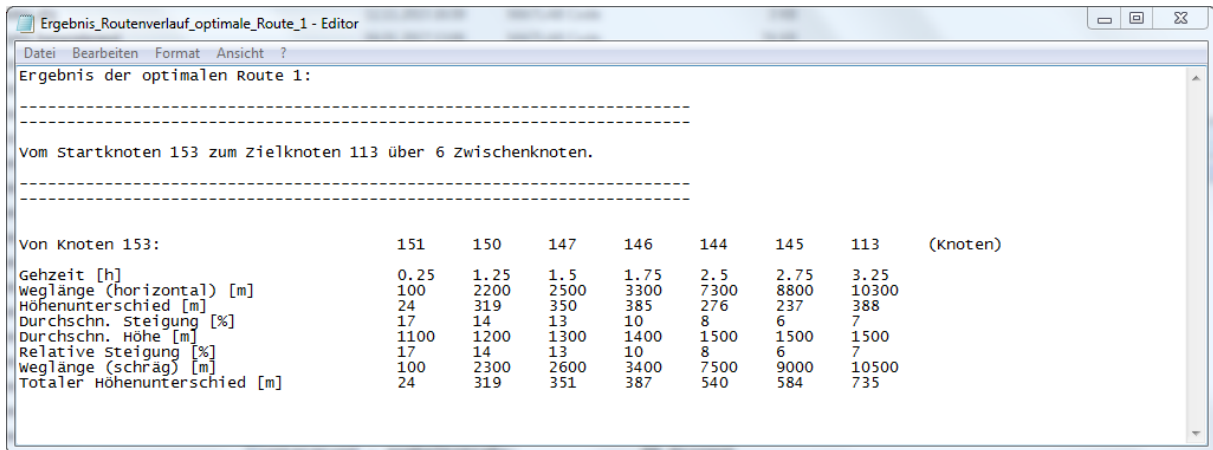 Ergebnis_Routenverlauf_optimale_Route_1 - Editor
Datei Bearbeiten Format Ansicht ?
Ergebnis der optimalen Route 1:
-------------------------------------------------------------------
-------------------------------------------------------------------
Vom Startknoten 153 zum Zielknoten 113 über 6 Zwischenknoten.
-------------------------------------------------------------------
-------------------------------------------------------------------
Von Knoten 153: 151 150 147 146 144 145 113 (Knoten)
Gehzeit [h] 0.25 1.25 1.5 1.75 2.5 2.75 3.25
Weglänge (horizontal) [m] 100 2200 2500 3300 7300 8800 10300
Höhenunterschied [m] 24 319 350 385 276 237 388
Durchschn. Steigung [%] 17 14 13 10 8 6 7
Durchschn. Höhe [m] 1100 1200 1300 1400 1500 1500 1500
Relative Steigung [%] 17 14 13 10 8 6 7
Weglänge (schräg) [m] 100 2300 2600 3400 7500 9000 10500
Totaler Höhenunterschied [m] 24 319 351 387 540 584 735